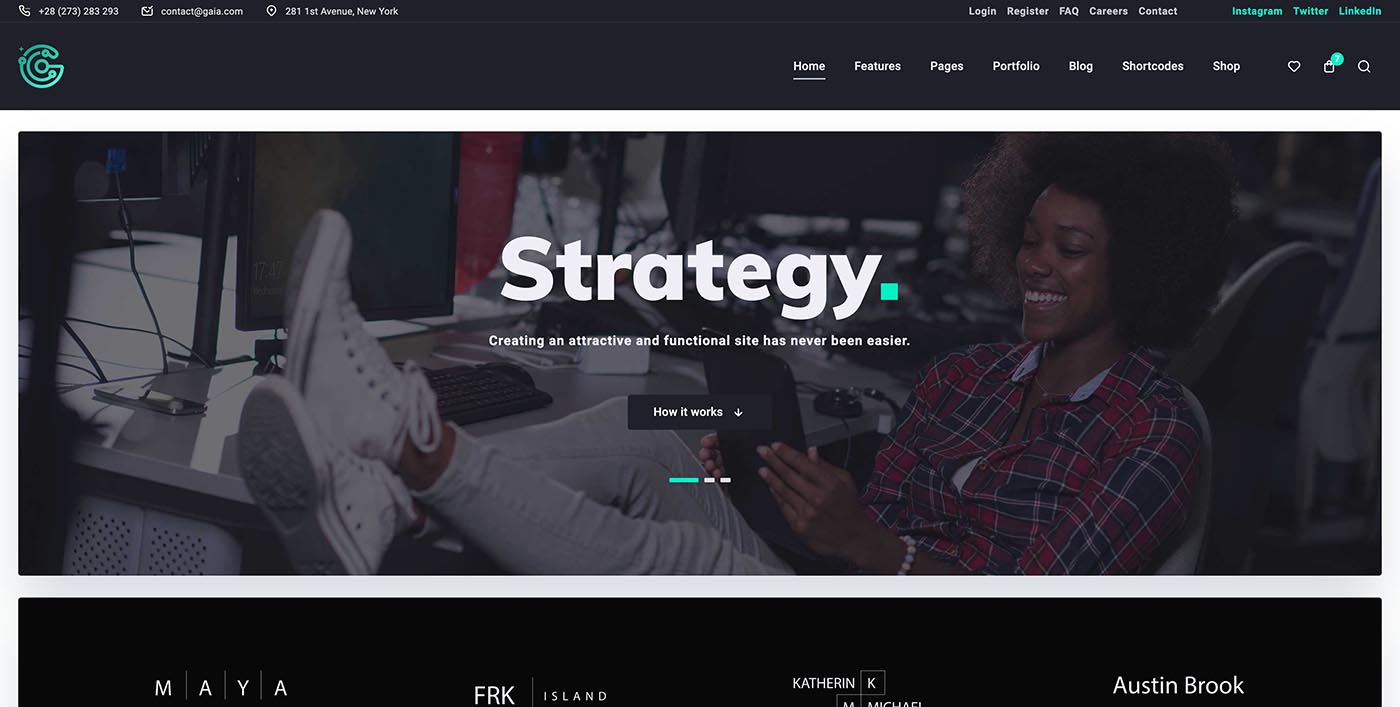 +28 (273) 283 293 contact@gaia.com 281 1st Avenue, New York Login Register FAQ Careers Contact Instagram Twitter LinkedIn
Home Features Pages Portfolio Blog Shortcodes Shop 7
17:47
Strategy.
Creating an attractive and functional site has never been easier.
How it works
MAYA
FRK ISLAND
KATHERIN K
M MICHAEL
Austin Brook